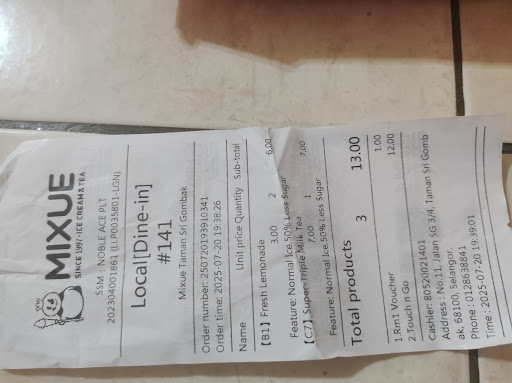 MIXUE
SINCE 1997·ICE CREAM & TEA
SSM : NOBLE ACE PLT
202304001861 (LLP0035801-LGN)
Local[Dine-in]
#141
Mixue Taman Sri Gombak
Order number: 250720193910341
Order time: 2025-07-20 19:38:26
Name Unit price Quantity Sub-total
[B1] Fresh Lemonade
3.00 2 6.00
Feature: Normal Ice,50% Less Sugar
[C7] Super Triple Milk Tea
7.00 1 7.00
Feature: Normal Ice,50% Less Sugar
Total products 3 13.00
1 Rm1 Voucher 1.00
2 Touch n Go 12.00
Cashier: 80520021401
Address : No.11, Jalan SG 3/4, Taman Sri Gomb
ak, 68100, Selangor
Phone : 0128639841
Time : 2025-07-20 19:39:01